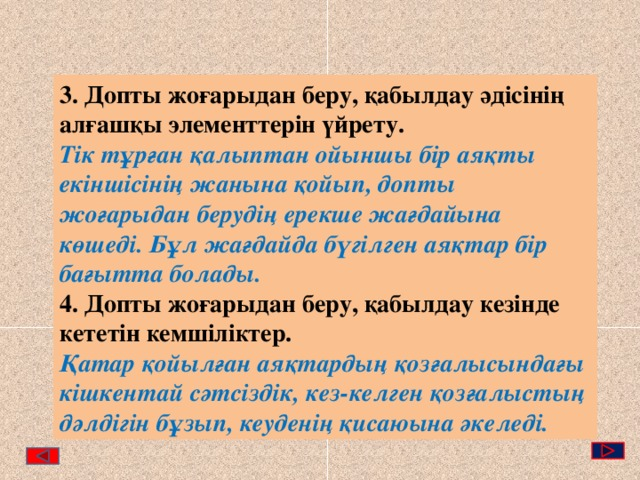 3. Допты жоғарыдан беру, қабылдау әдісінің
алғашқы элементтерін үйрету.
Тік тұрған қалыптан ойыншы бір аяқты
екіншісінің жанына қойып, допты
жоғарыдан берудің ерекше жағдайына
көшеді. Бұл жағдайда бүгілген аяқтар бір
бағытта болады.
4. Допты жоғарыдан беру, қабылдау кезінде
кететін кемшіліктер.
Қатар қойылған аяқтардың қозғалысындағы
кішкентай сәтсіздік, кез-келген қозғалыстың
дәлдігін бұзып, кеуденің қисаюына әкеледі.